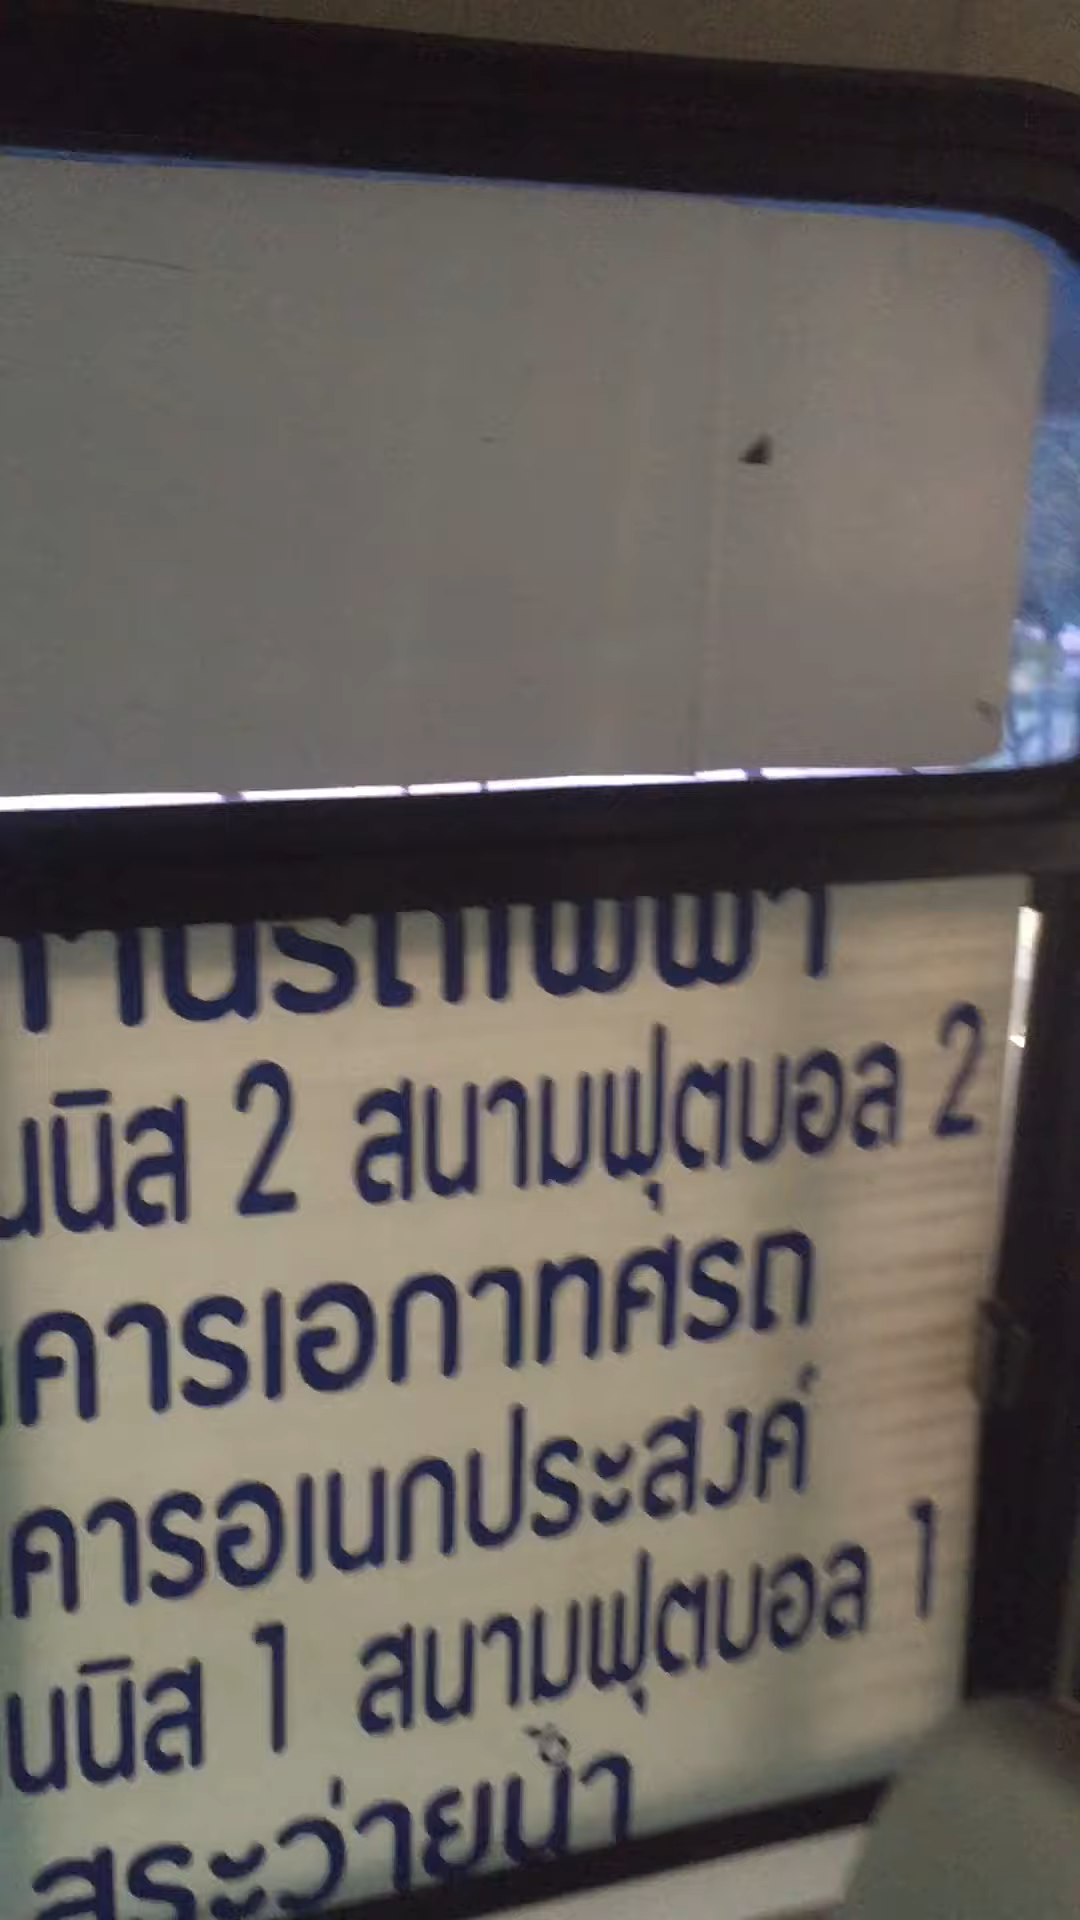 นนิส 2 สนามฟุตบอล 2
คารเอกาทศรถ
คารอเนกประสงค์
นนิส 1 สนามฟุตบอล 1
สระว่ายน้ำ